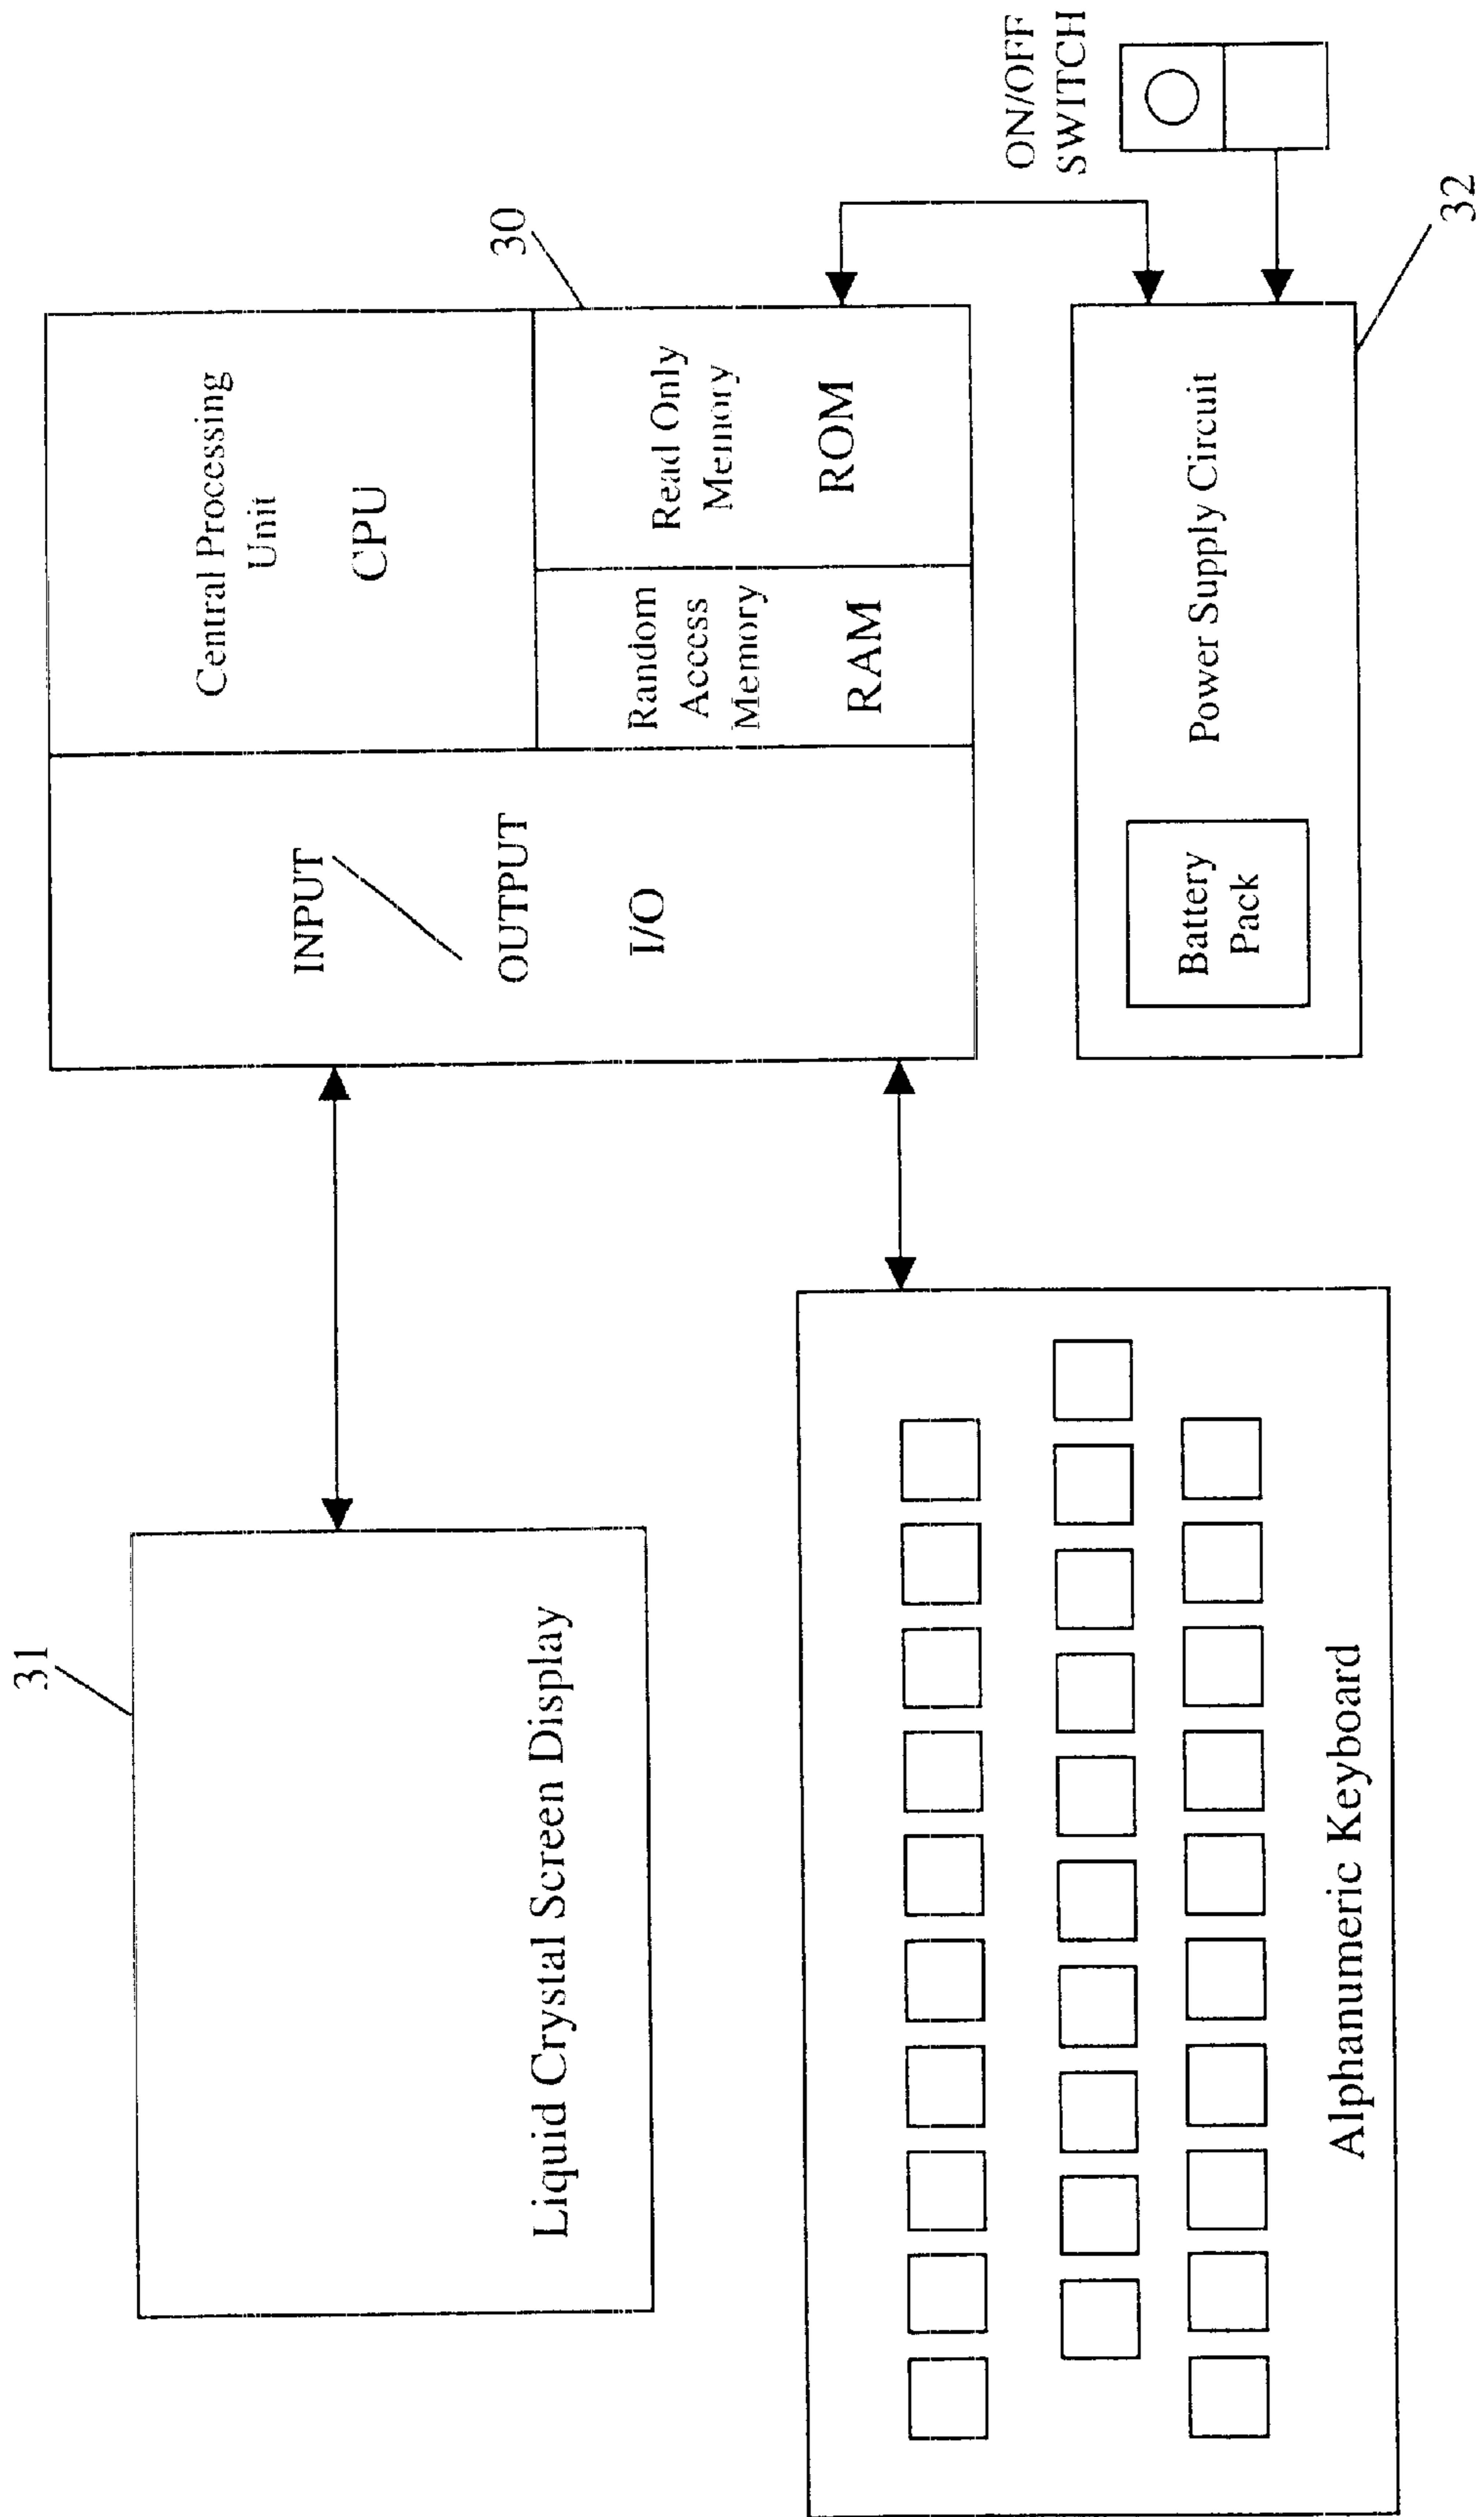 31
Liquid Crystal Screen Display
INPUT
OUTPUT
I/O
Central Processing
Unit
CPU
30
Random
Access
Memory
RAM
Read Only
Memory
ROM
Alphanumeric Keyboard
Battery
Pack
Power Supply Circuit
ON/OFF
SWITCH
32